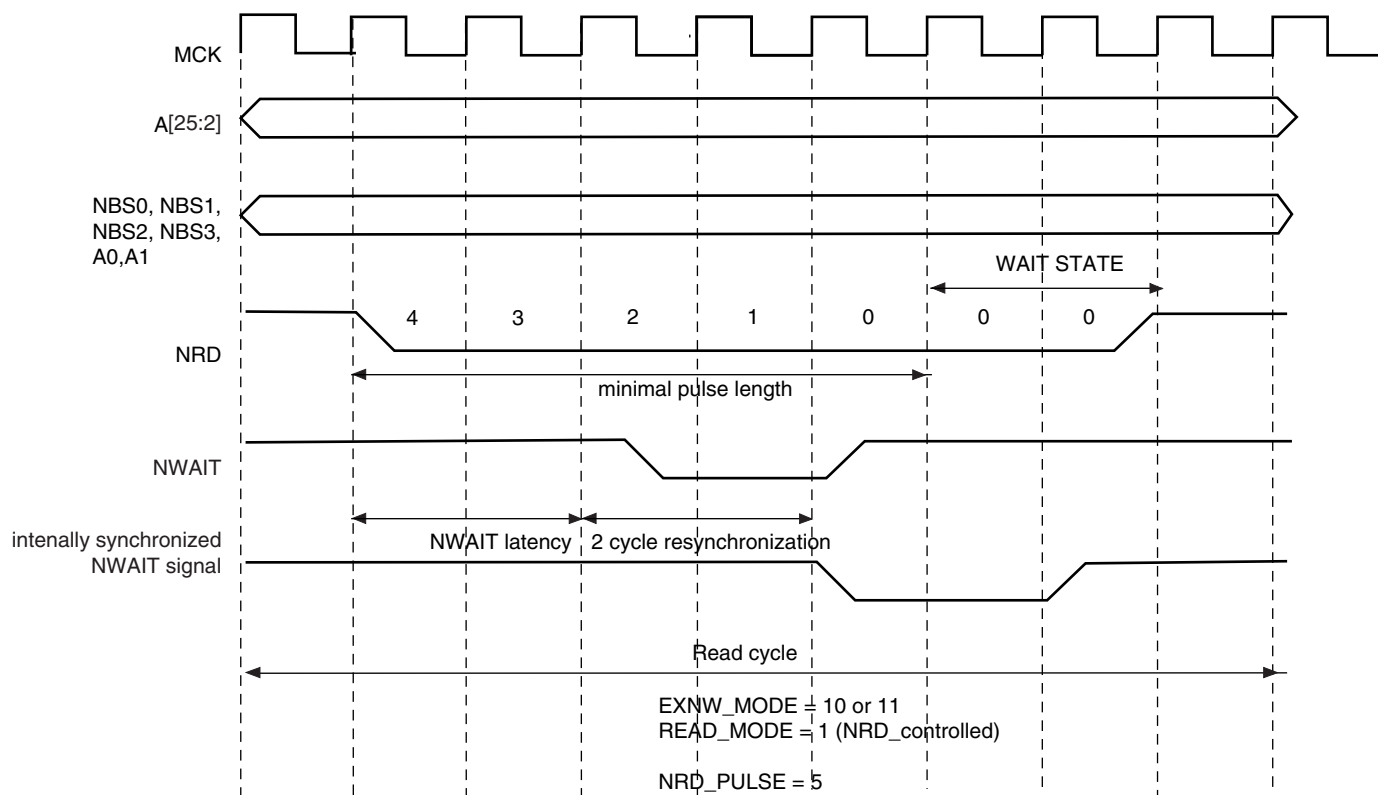 MCK
A[25:2]
NBS0, NBS1,
NBS2, NBS3,
A0,A1
WAIT STATE
4 3 2 1 0 0 0
NRD
minimal pulse length
NWAIT
NWAIT latency 2 cycle resynchronization
intenally synchronized
NWAIT signal
Read cycle
EXNW_MODE = 10 or 11
READ_MODE = 1 (NRD_controlled)
NRD_PULSE = 5